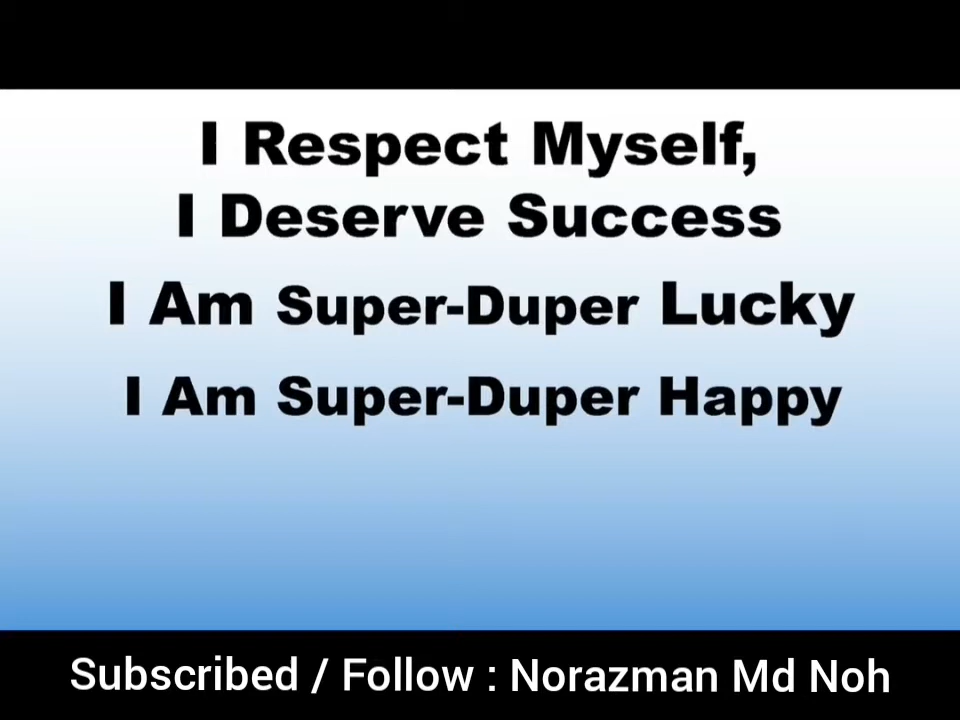 I Respect Myself,
I Deserve Success
I Am Super-Duper Lucky
I Am Super-Duper Happy
Subscribed / Follow : Norazman Md Noh